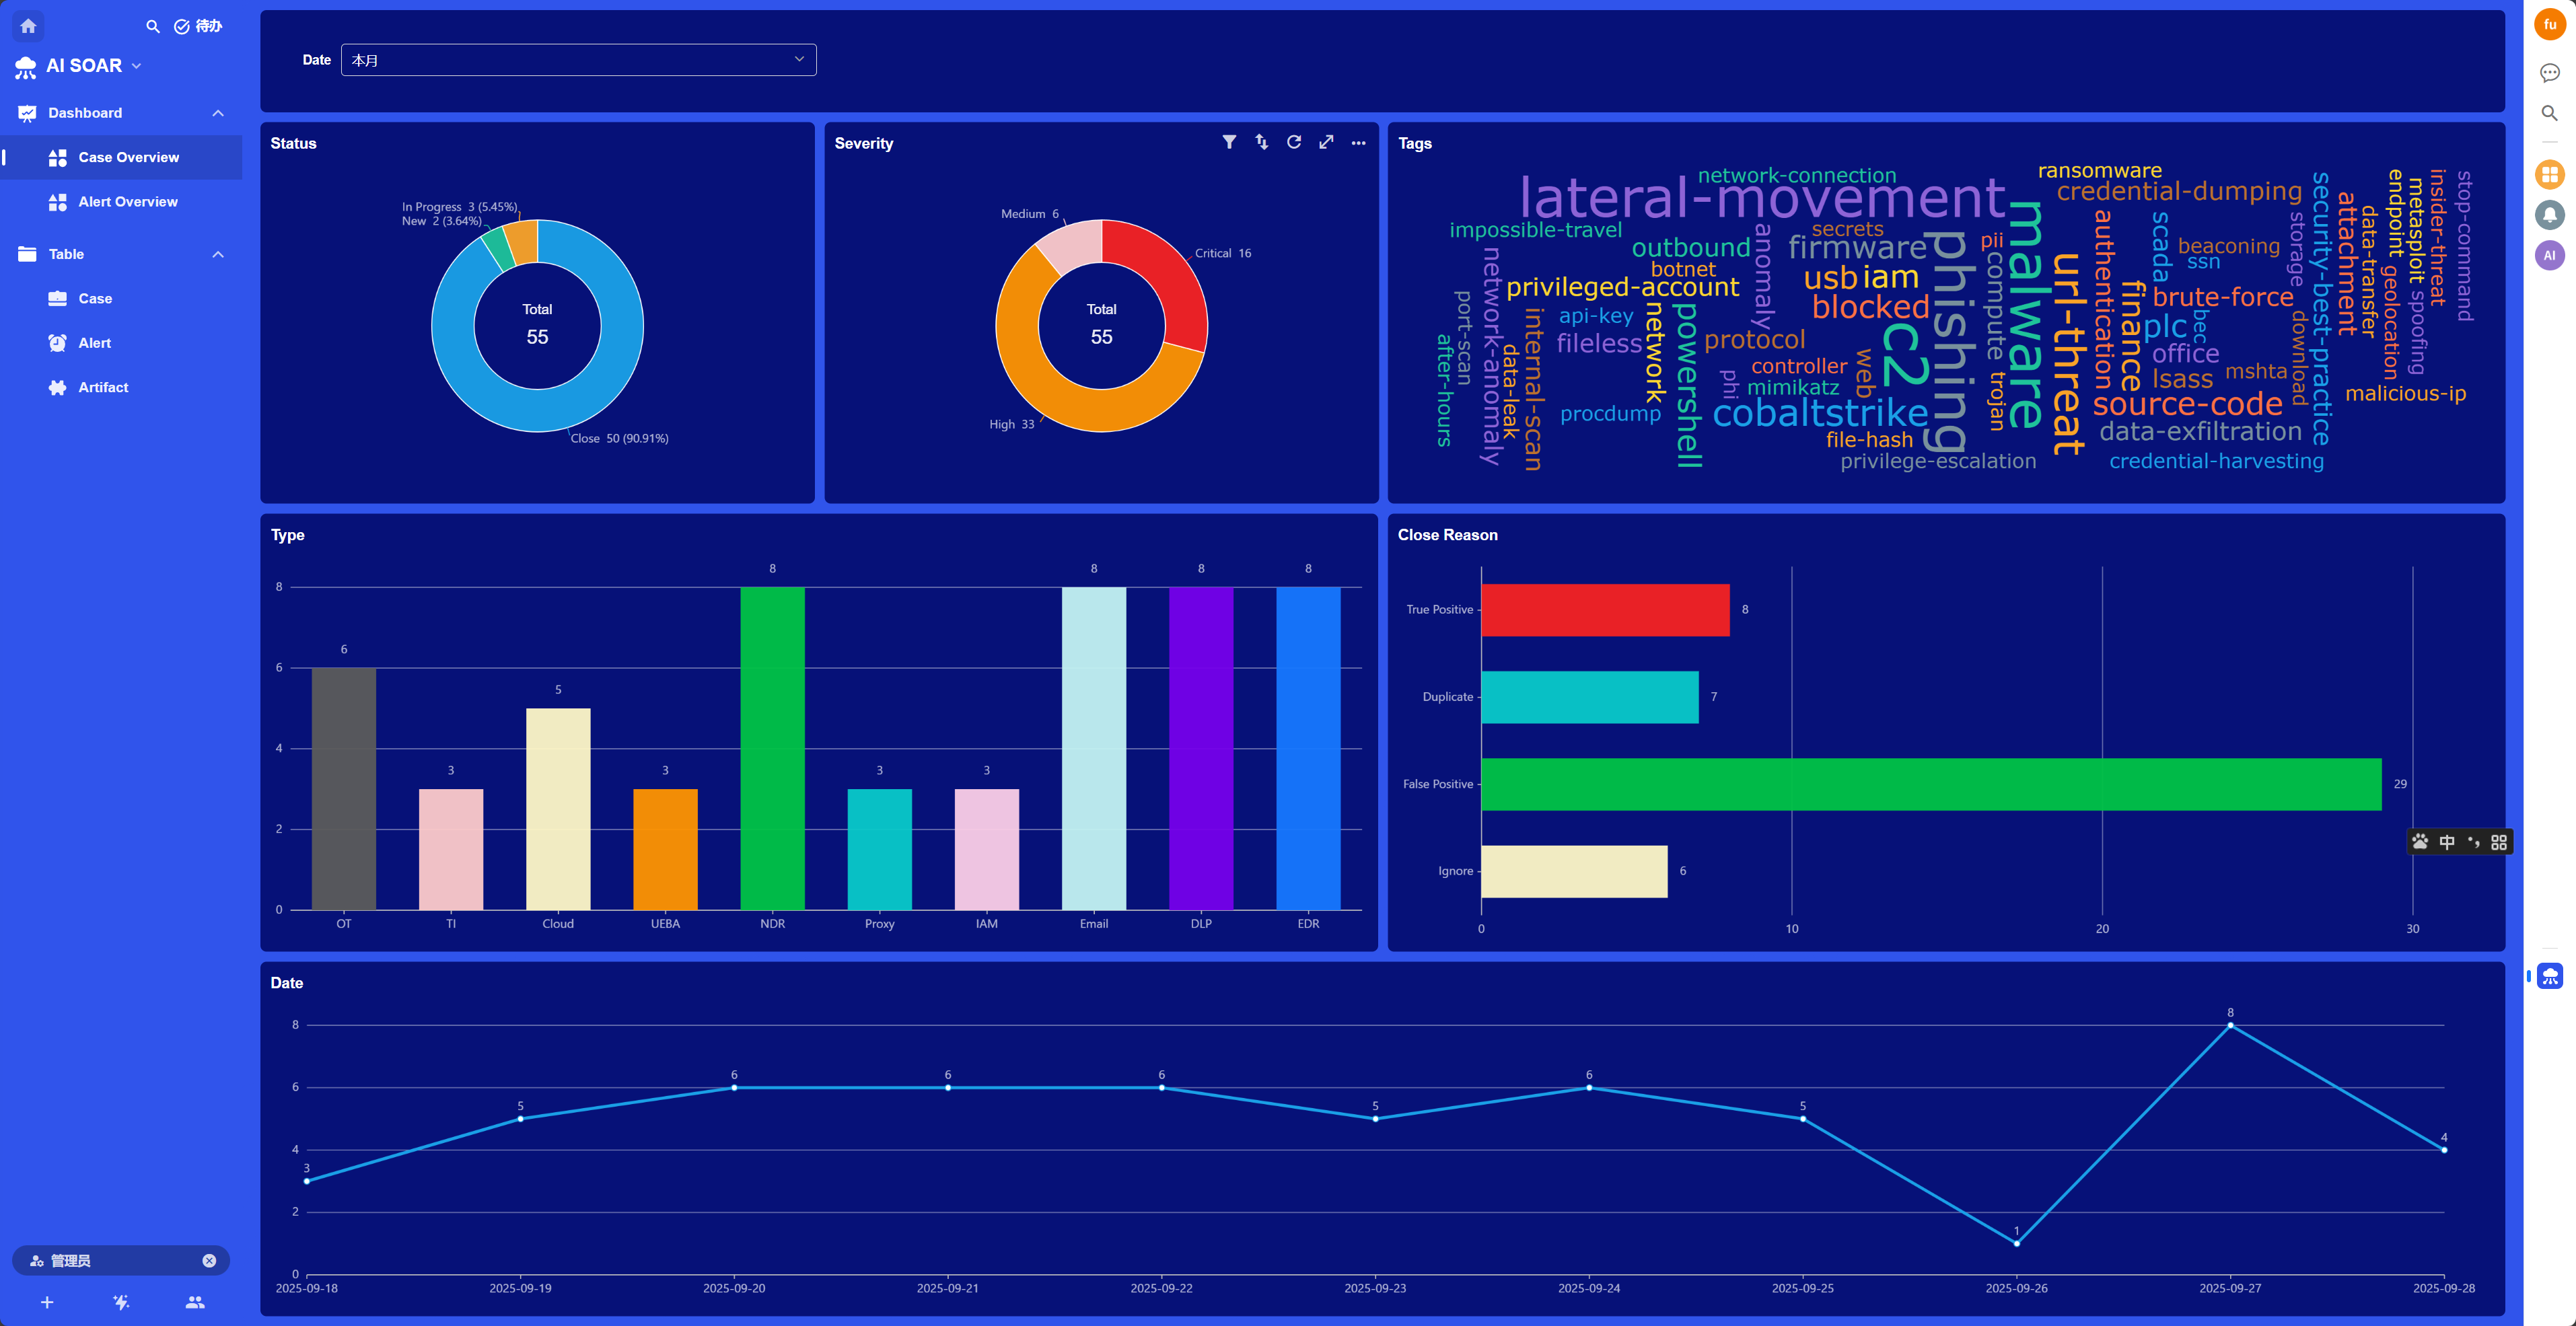 待办
AI SOAR
Dashboard
Case Overview
Alert Overview
Table
Case
Alert
Artifact
管理员
Date
本月
Status
In Progress 3 (5.45%)
New 2 (3.64%)
Total
55
Close 50 (90.91%)
Severity
Medium 6
Critical 16
Total
55
High 33
Tags
network-connection
ransomware
lateral-movement
credential-dumping
impossible-travel
secrets
outbound
firmware
pii
beaconing
botnet
ssn
privileged-account
usb
iam
blocked
brute-force
api-key
plc
fileless
protocol
office
controller
mimikatz
lsass
mshta
malicious-ip
procdump
cobaltstrike
source-code
file-hash
data-exfiltration
privilege-escalation
credential-harvesting
after-hours
port-scan
network-anomaly
data-leak
internal-scan
network
powershell
phi
anomaly
web
c2
phishing
compute
trojan
malware
url-threat
authentication
finance
scada
bec
storage
download
security-best-practice
attachment
data-transfer
geolocation
endpoint
metasploit
spoofing
insider-threat
stop-command
Type
8
6
4
2
0
6
3
5
3
8
3
3
8
8
8
OT
TI
Cloud
UEBA
NDR
Proxy
IAM
Email
DLP
EDR
Close Reason
True Positive
8
Duplicate
7
False Positive
29
Ignore
6
0
10
20
30
中
Date
8
6
4
2
0
3
5
6
6
6
5
6
5
1
8
4
2025-09-18
2025-09-19
2025-09-20
2025-09-21
2025-09-22
2025-09-23
2025-09-24
2025-09-25
2025-09-26
2025-09-27
2025-09-28
fu
AI